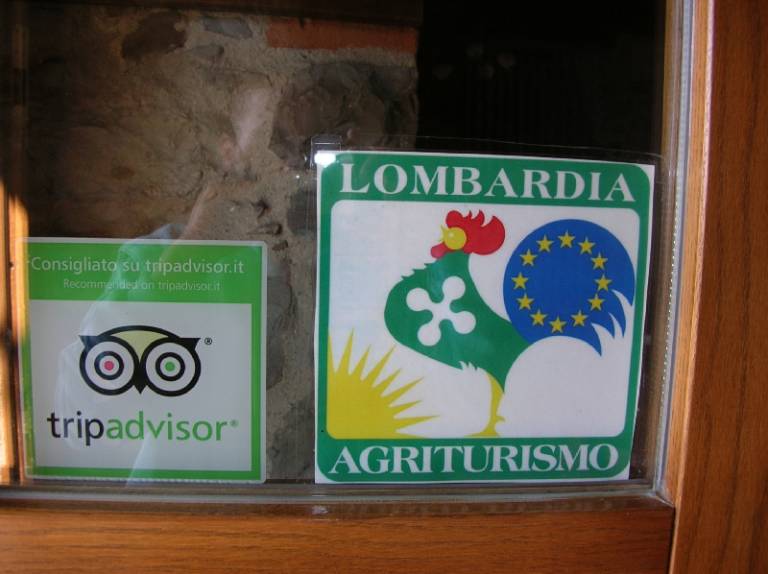 Consigliato su tripadvisor.it
Recommended on tripadvisor.it
tripadvisor®
LOMBARDIA
AGRITURISMO